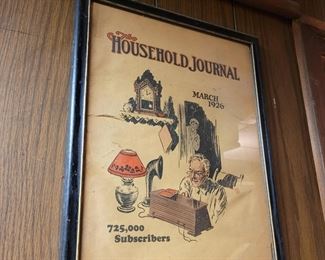 The
HOUSEHOLD JOURNAL
MARCH
1926
725,000
Subscribers